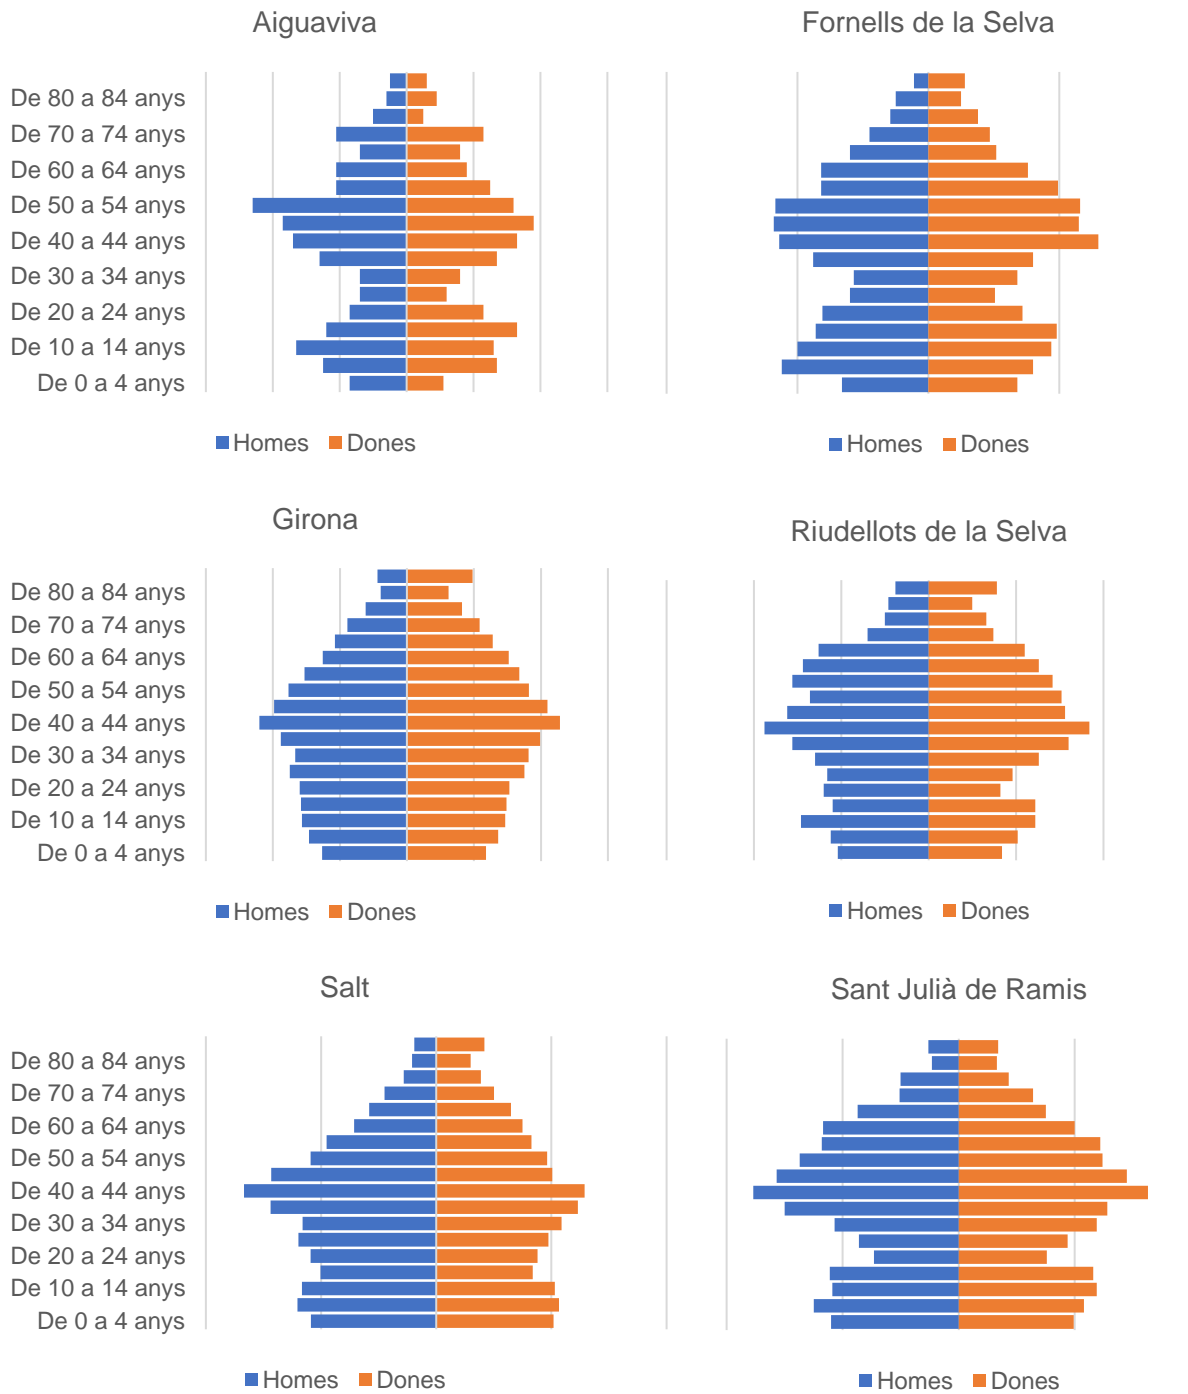 Aiguaviva
De 80 a 84 anys
De 70 a 74 anys
De 60 a 64 anys
De 50 a 54 anys
De 40 a 44 anys
De 30 a 34 anys
De 20 a 24 anys
De 10 a 14 anys
De 0 a 4 anys
Homes Dones
Fornells de la Selva
Homes Dones
Girona
De 80 a 84 anys
De 70 a 74 anys
De 60 a 64 anys
De 50 a 54 anys
De 40 a 44 anys
De 30 a 34 anys
De 20 a 24 anys
De 10 a 14 anys
De 0 a 4 anys
Homes Dones
Riudellots de la Selva
Homes Dones
Salt
De 80 a 84 anys
De 70 a 74 anys
De 60 a 64 anys
De 50 a 54 anys
De 40 a 44 anys
De 30 a 34 anys
De 20 a 24 anys
De 10 a 14 anys
De 0 a 4 anys
Homes Dones
Sant Julià de Ramis
Homes Dones